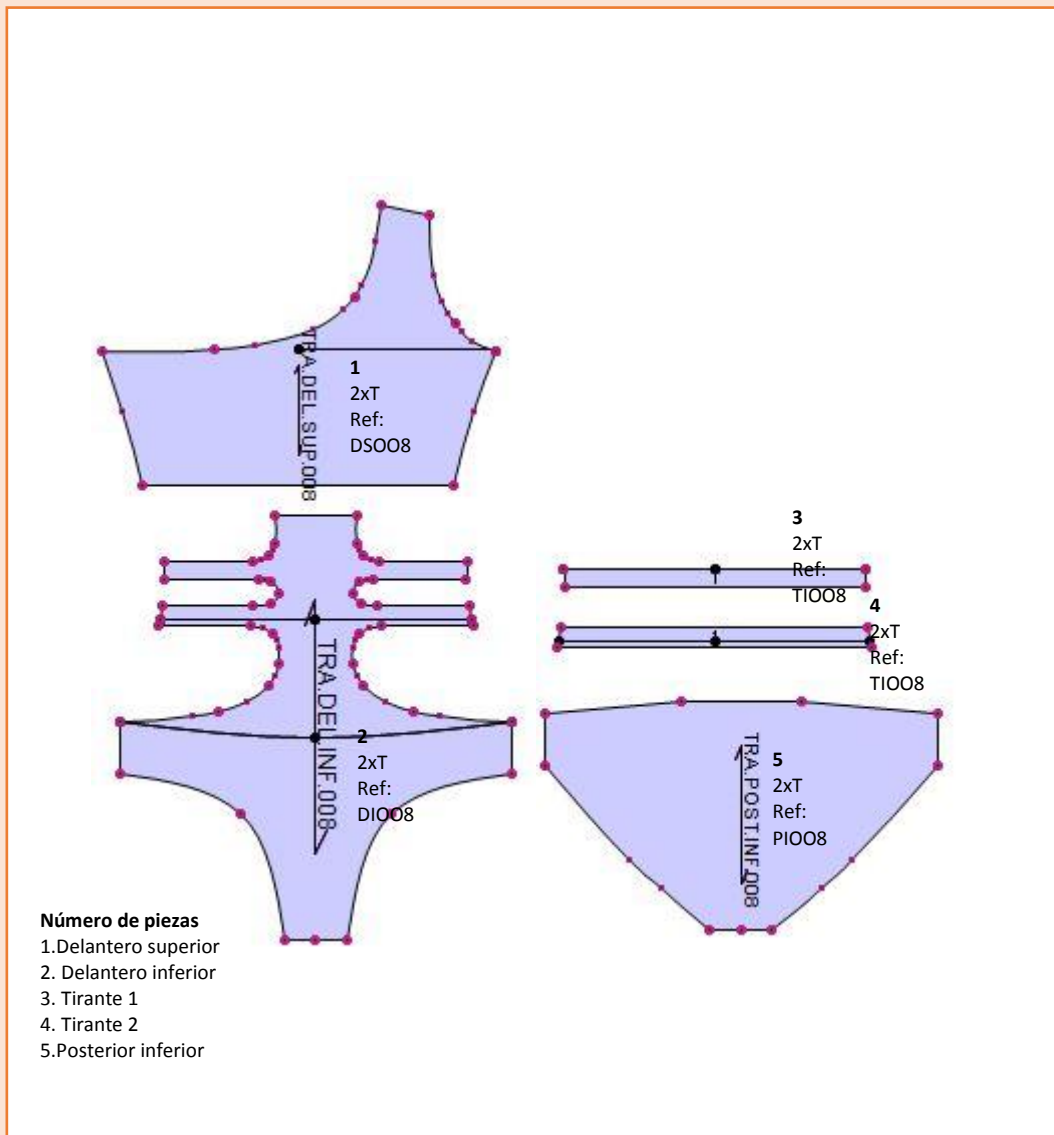 TRA.DEL.SUP.008
1
2xT
Ref:
DSOO8
TRA.DEL.INF.008
2
2xT
Ref:
DIOO8
3
2xT
Ref:
TIOO8
4
2xT
Ref:
TIOO8
TRA.POST.INF.008
5
2xT
Ref:
PIOO8
Número de piezas
1.Delantero superior
2. Delantero inferior
3. Tirante 1
4. Tirante 2
5.Posterior inferior